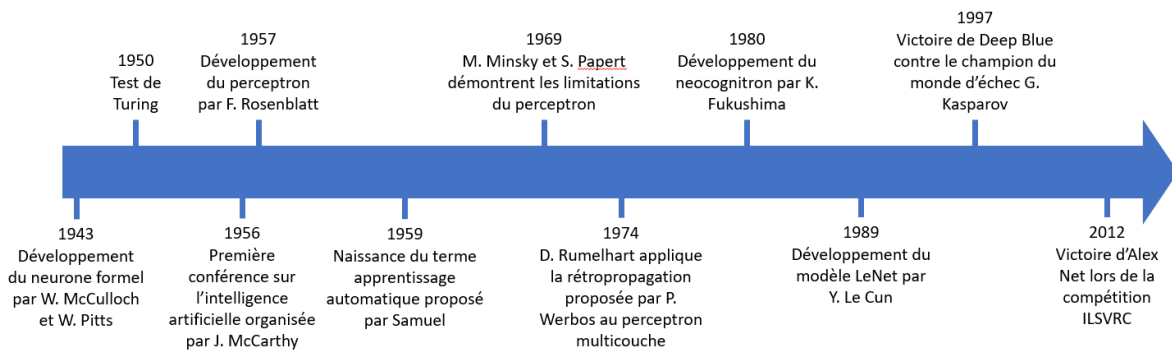 1950
Test de
Turing
1957
Développement
du perceptron
par F. Rosenblatt
1969
M. Minsky et S. Papert
démontrent les limitations
du perceptron
1980
Développement du
neocognitron par K.
Fukushima
1997
Victoire de Deep Blue
contre le champion du
monde d’échec G.
Kasparov
1943
Développement
du neurone formel
par W. McCulloch
et W. Pitts
1956
Première
conférence sur
l’intelligence
artificielle organisée
par J. McCarthy
1959
Naissance du terme
apprentissage
automatique proposé
par Samuel
1974
D. Rumelhart applique
la rétropropagation
proposée par P.
Werbos au perceptron
multicouche
1989
Développement du
modèle LeNet par
Y. Le Cun
2012
Victoire d’Alex
Net lors de la
compétition
ILSVRC